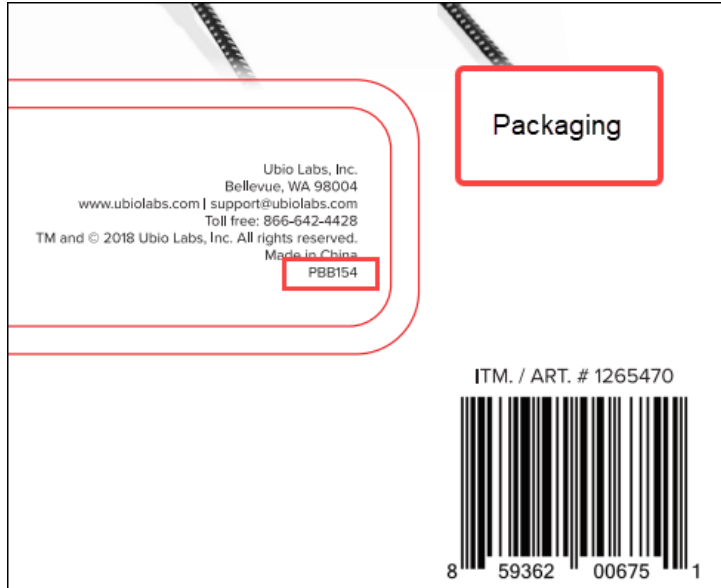 Packaging
Ubio Labs, Inc.
Bellevue, WA 98004
www.ubiolabs.com | support@ubiolabs.com
Toll free: 866-642-4428
TM and © 2018 Ubio Labs, Inc. All rights reserved.
Made in China
PBB154
ITM. / ART. # 1265470
8 59362 00675 1